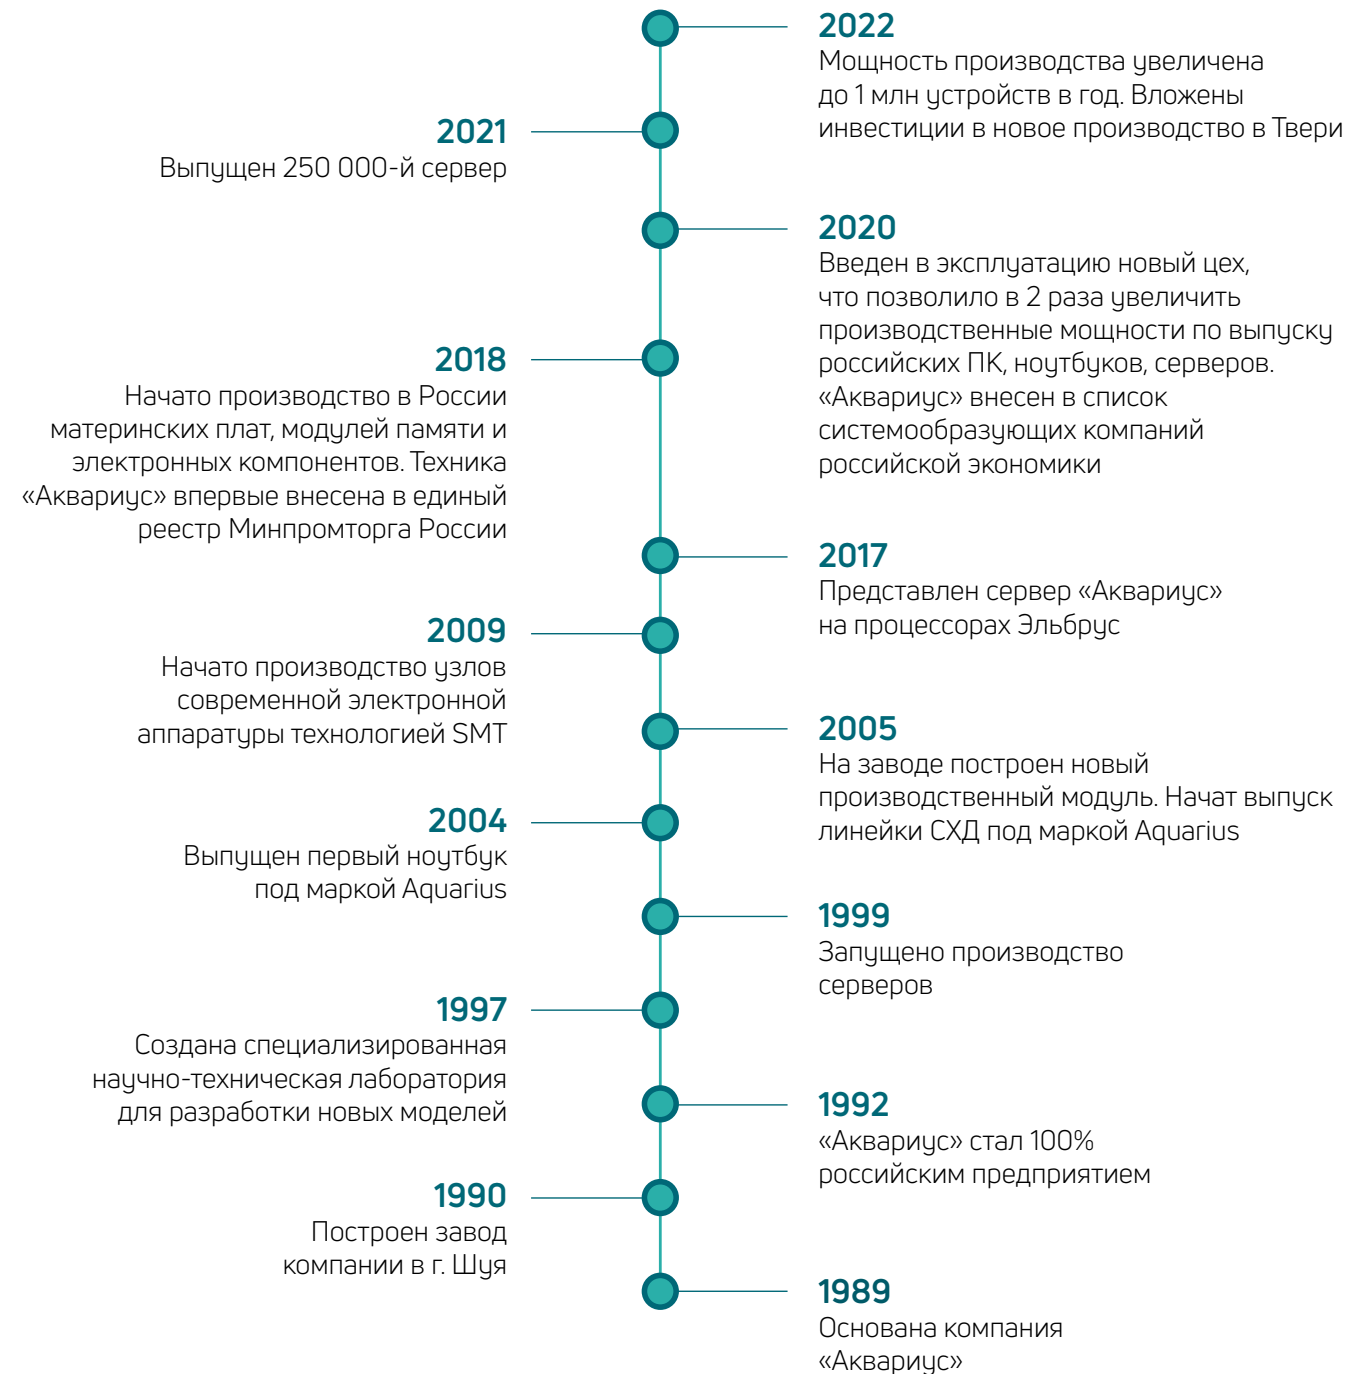 2022
Мощность производства увеличена
до 1 млн устройств в год. Вложены
инвестиции в новое производство в Твери
2021
Выпущен 250 000-й сервер
2020
Введен в эксплуатацию новый цех,
что позволило в 2 раза увеличить
производственные мощности по выпуску
российских ПК, ноутбуков, серверов.
«Аквариус» внесен в список
системообразующих компаний
российской экономики
2018
Начато производство в России
материнских плат, модулей памяти и
электронных компонентов. Техника
«Аквариус» впервые внесена в единый
реестр Минпромторга России
2017
Представлен сервер «Аквариус»
на процессорах Эльбрус
2009
Начато производство узлов
современной электронной
аппаратуры технологией SMT
2005
На заводе построен новый
производственный модуль. Начат выпуск
линейки СХД под маркой Aquarius
2004
Выпущен первый ноутбук
под маркой Aquarius
1999
Запущено производство
серверов
1997
Создана специализированная
научно-техническая лаборатория
для разработки новых моделей
1992
«Аквариус» стал 100%
российским предприятием
1990
Построен завод
компании в г. Шуя
1989
Основана компания
«Аквариус»